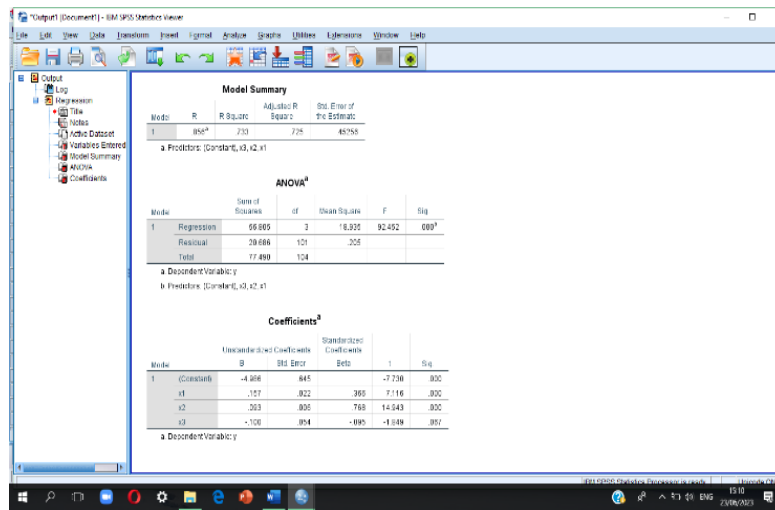 *Output1 [Document1] - IBM SPSS Statistics Viewer
File Edit View Data Transform Insert Format Analyze Graphs Utilities Extensions Window Help
Output
Log
Regression
Title
Notes
Active Dataset
Variables Entered
Model Summary
ANOVA
Coefficients
Model Summary
Model R R Square Adjusted R Square Std. Error of the Estimate
1 .856a .733 .725 .45256
a. Predictors: (Constant), x3, x2, x1
ANOVAa
Model Sum of Squares df Mean Square F Sig.
1 Regression 56.805 3 18.935 92.452 .000b
Residual 20.686 101 .205
Total 77.490 104
a. Dependent Variable: y
b. Predictors: (Constant), x3, x2, x1
Coefficientsa
Unstandardized Coefficients Standardized Coefficients
Model B Std. Error Beta t Sig.
1 (Constant) -4.986 .645 -7.730 .000
x1 .157 .022 .366 7.116 .000
x2 .093 .006 .768 14.943 .000
x3 -.100 .054 -.095 -1.849 .067
a. Dependent Variable: y
IBM SPSS Statistics Processor is ready Unicode:ON
ENG
15:10
23/06/2023